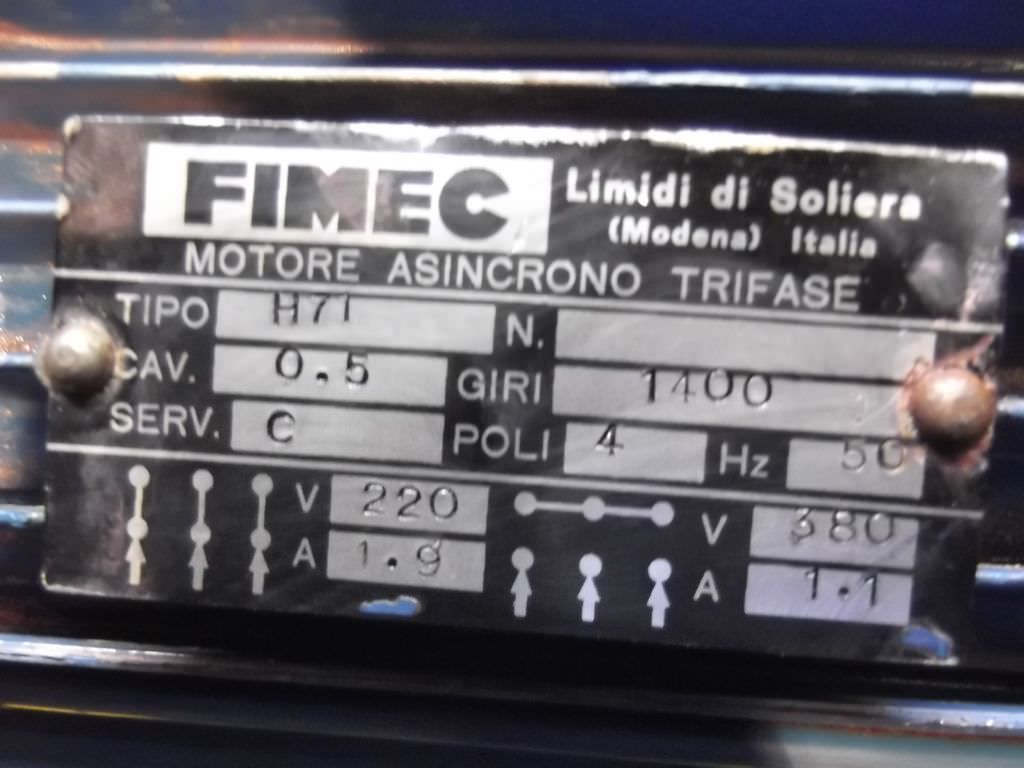 FIMEC Limidi di Soliera
(Modena) Italia
MOTORE ASINCRONO TRIFASE
TIPO H71 N.
CAV. 0.5 GIRI 1400
SERV. C POLI 4 Hz 50
V 220 V 380
A 1.9 A 1.1